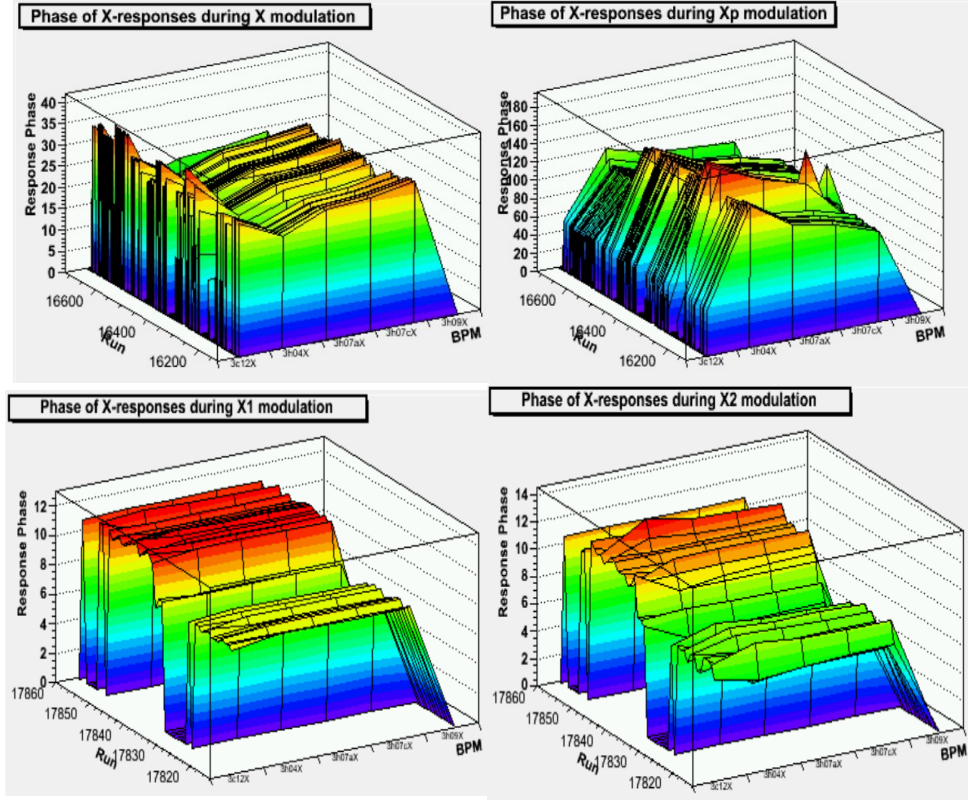 Phase of X-responses during X modulation
Response Phase
40
35
30
25
20
15
10
5
0
16600
16400
16200
Run
3c12X
3h04X
3h07aX
3h07cX
3h09X
BPM
Phase of X-responses during Xp modulation
Response Phase
180
160
140
120
100
80
60
40
20
0
16600
16400
16200
Run
3c12X
3h04X
3h07aX
3h07cX
3h09X
BPM
Phase of X-responses during X1 modulation
Response Phase
12
10
8
6
4
2
0
17860
17850
17840
17830
17820
Run
3c12X
3h04X
3h07aX
3h07cX
3h09X
BPM
Phase of X-responses during X2 modulation
Response Phase
14
12
10
8
6
4
2
0
17860
17850
17840
17830
17820
Run
3c12X
3h04X
3h07aX
3h07cX
3h09X
BPM